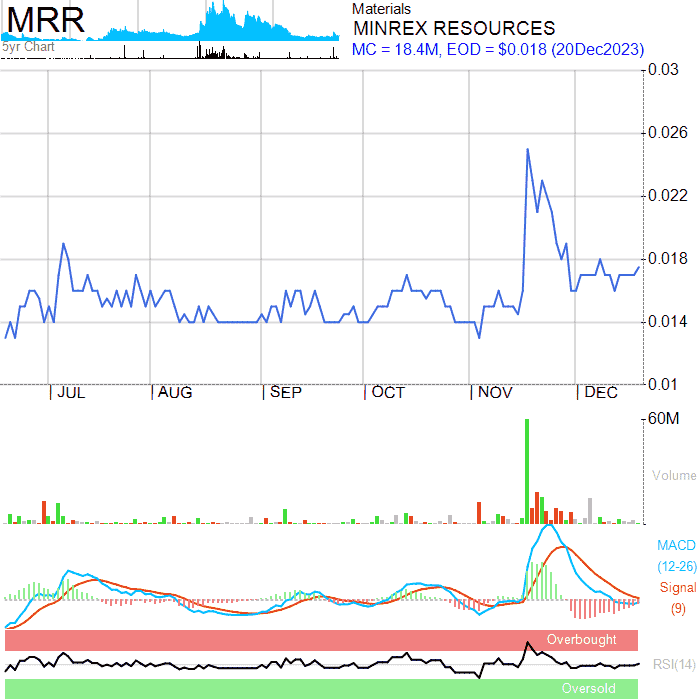 MRR
5yr Chart
Materials
MINREX RESOURCES
MC = 18.4M, EOD = $0.018 (20Dec2023)
0.03
0.026
0.022
0.018
0.014
0.01
JUL AUG SEP OCT NOV DEC
60M
Volume
MACD
(12-26)
Signal
(9)
Overbought
RSI(14)
Oversold